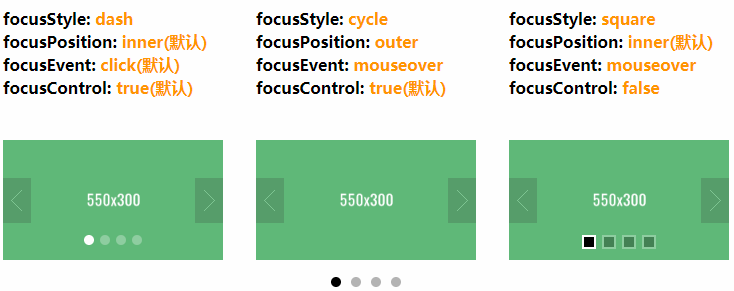 focusStyle: dash
focusPosition: inner(默认)
focusEvent: click(默认)
focusControl: true(默认)
550x300
focusStyle: cycle
focusPosition: outer
focusEvent: mouseover
focusControl: true(默认)
550x300
focusStyle: square
focusPosition: inner(默认)
focusEvent: mouseover
focusControl: false
550x300